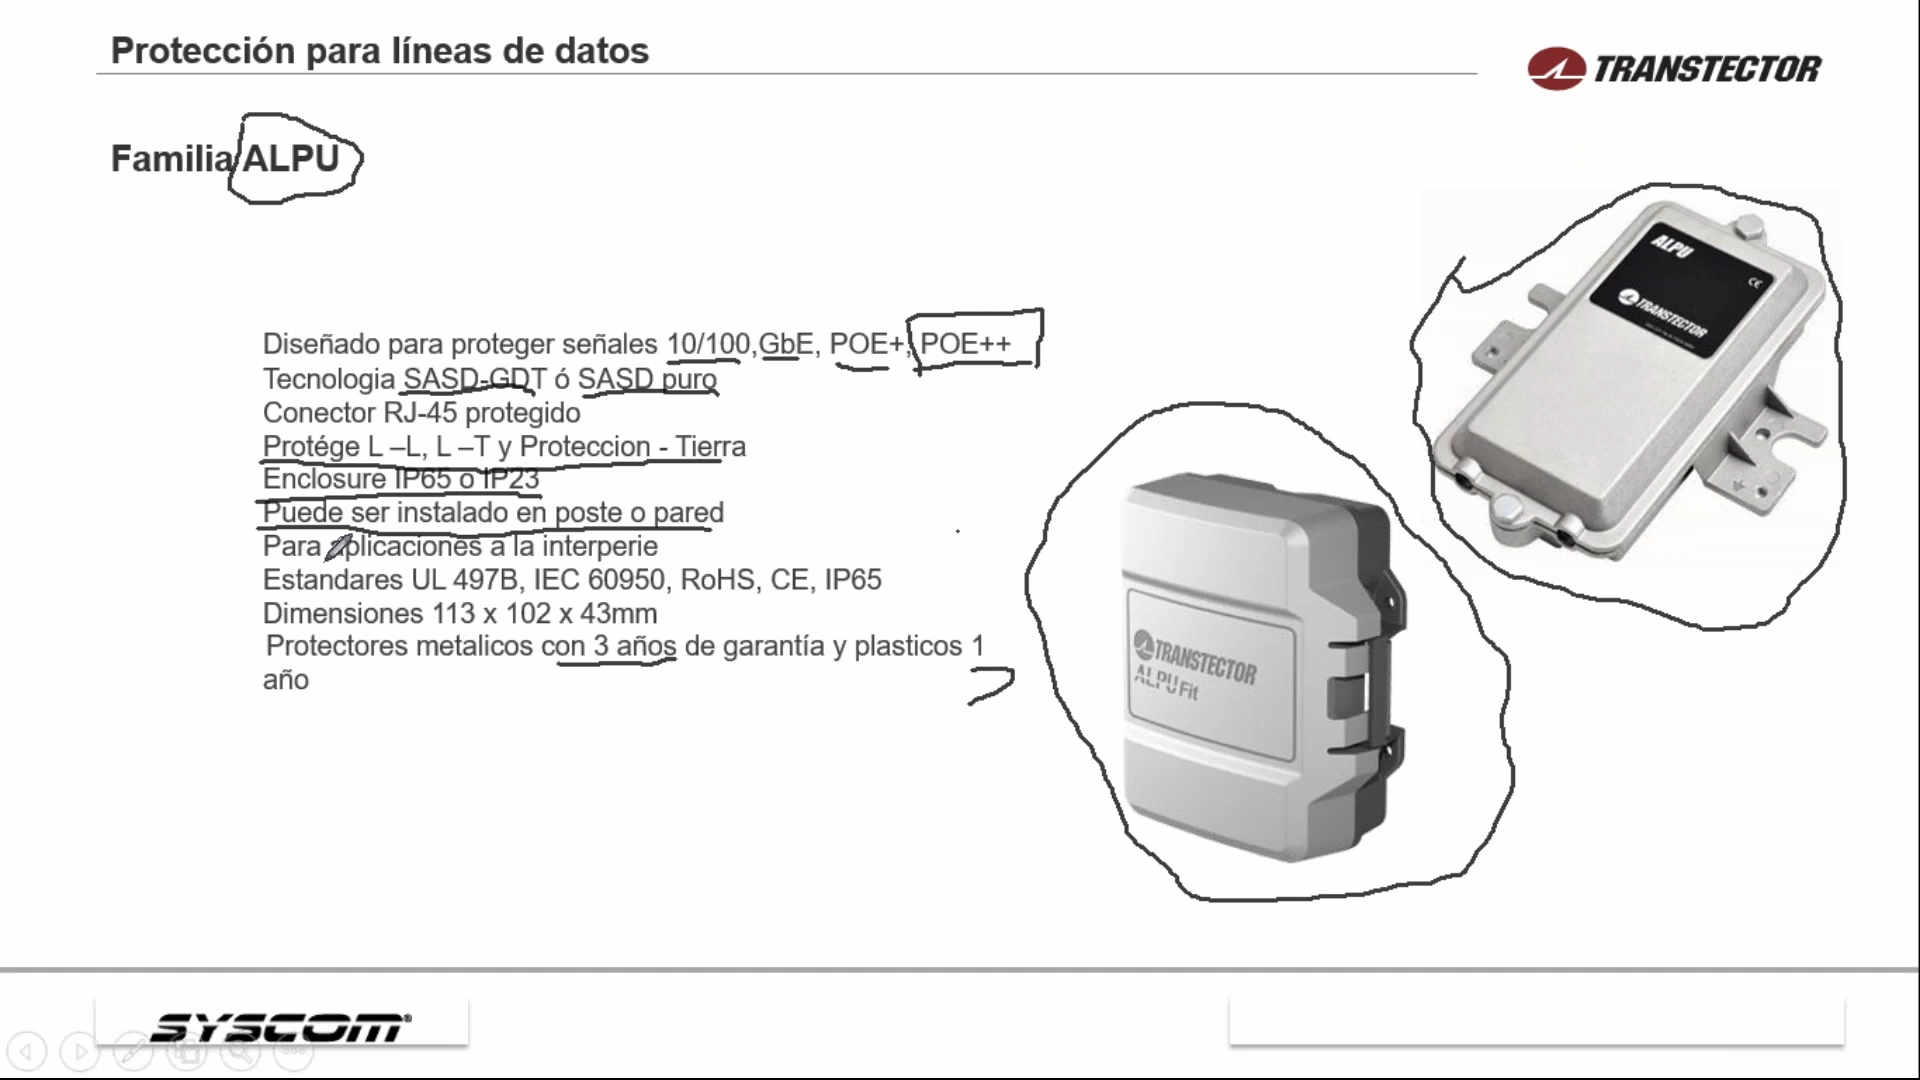 Protección para líneas de datos
TRANSTECTOR
Familia ALPU
Diseñado para proteger señales 10/100,GbE, POE+, POE++
Tecnologia SASD-GDT ó SASD puro
Conector RJ-45 protegido
Protége L –L, L –T y Proteccion - Tierra
Enclosure IP65 o IP23
Puede ser instalado en poste o pared
Para aplicaciones a la interperie
Estandares UL 497B, IEC 60950, RoHS, CE, IP65
Dimensiones 113 x 102 x 43mm
Protectores metalicos con 3 años de garantía y plasticos 1
año
ALPU
CE
TRANSTECTOR
TRANSTECTOR
ALPU Fit
SYSCOM®